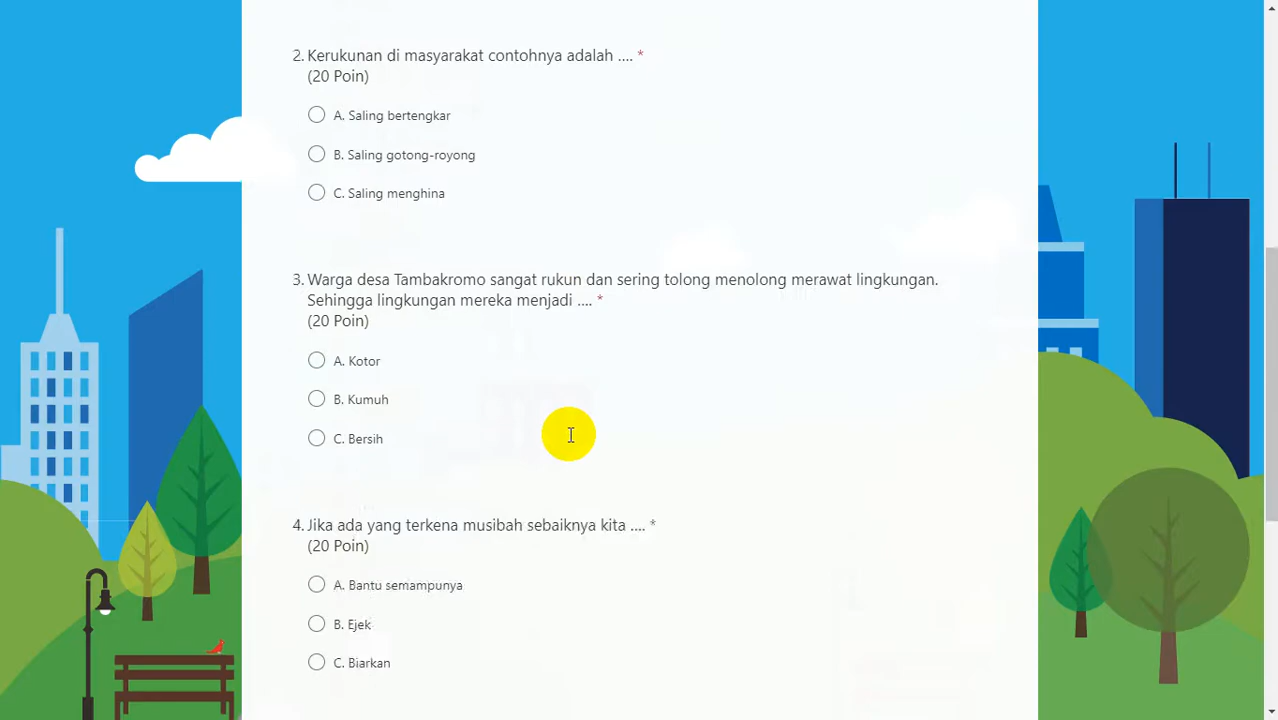 2. Kerukunan di masyarakat contohnya adalah .... *
(20 Poin)
A. Saling bertengkar
B. Saling gotong-royong
C. Saling menghina
3. Warga desa Tambakromo sangat rukun dan sering tolong menolong merawat lingkungan.
Sehingga lingkungan mereka menjadi .... *
(20 Poin)
A. Kotor
B. Kumuh
C. Bersih
4. Jika ada yang terkena musibah sebaiknya kita .... *
(20 Poin)
A. Bantu semampunya
B. Ejek
C. Biarkan